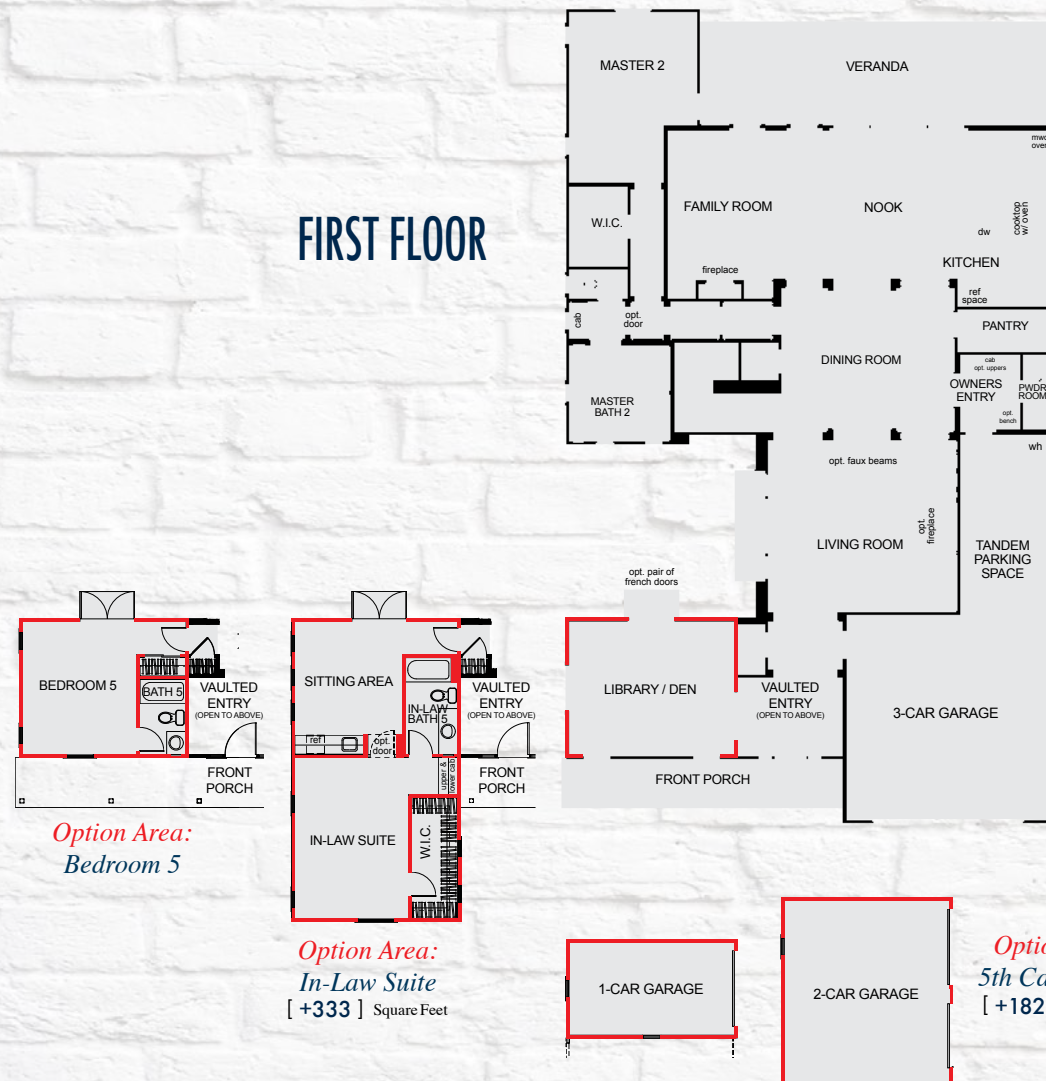 MASTER 2
VERANDA
mwo
over
FIRST FLOOR
W.I.C.
FAMILY ROOM
NOOK
cooktop
w/ oven
dw
KITCHEN
fireplace
ref
space
cab
opt.
door
PANTRY
DINING ROOM
cab
opt. uppers
OWNERS
ENTRY
PWDR
ROOM
opt.
bench
MASTER
BATH 2
wh
opt. faux beams
opt.
fireplace
LIVING ROOM
TANDEM
PARKING
SPACE
opt. pair of
french doors
BEDROOM 5
BATH 5
VAULTED
ENTRY
(OPEN TO ABOVE)
FRONT
PORCH
Option Area:
Bedroom 5
SITTING AREA
IN-LAW
BATH 5
VAULTED
ENTRY
(OPEN TO ABOVE)
ref
opt.
door
upper &
lower cab
FRONT
PORCH
IN-LAW SUITE
W.I.C.
Option Area:
In-Law Suite
[ +333 ] Square Feet
LIBRARY / DEN
VAULTED
ENTRY
(OPEN TO ABOVE)
3-CAR GARAGE
FRONT PORCH
1-CAR GARAGE
2-CAR GARAGE
Optio
5th Ca
[ +182